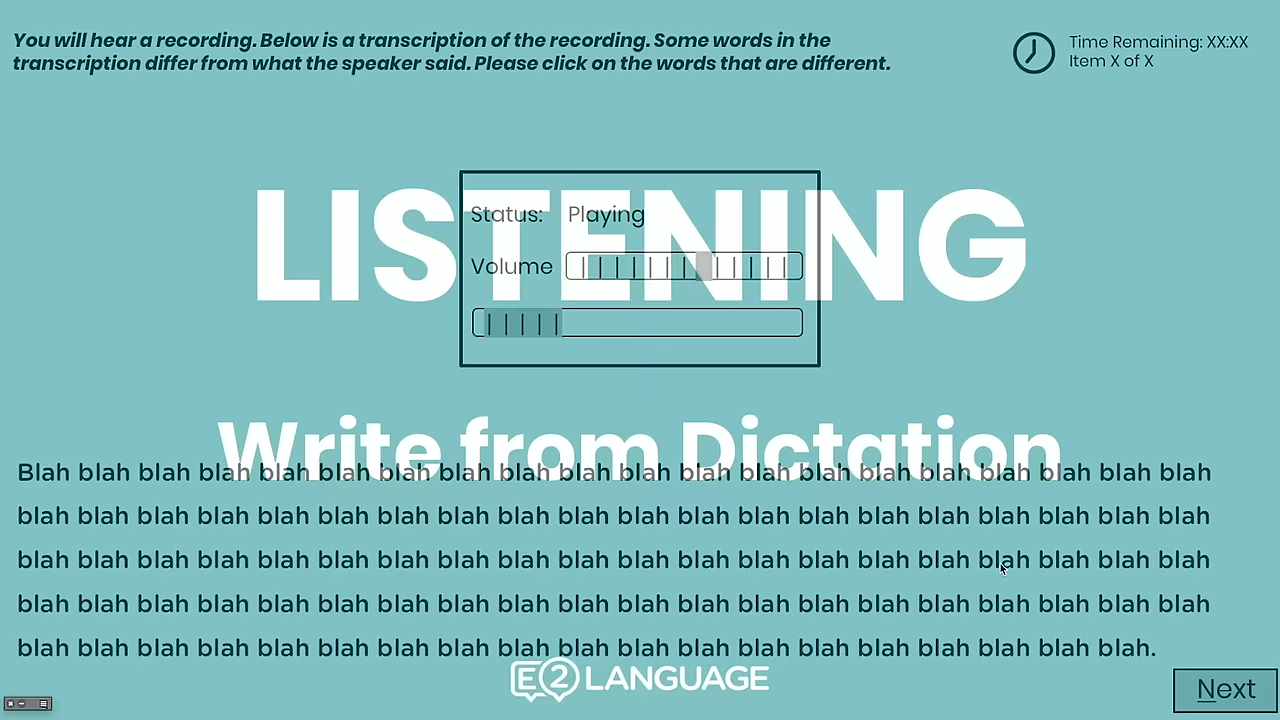 You will hear a recording. Below is a transcription of the recording. Some words in the
transcription differ from what the speaker said. Please click on the words that are different.
Time Remaining: XX:XX
Item X of X
LISTENING
Status: Playing
Volume
Write from Dictation
Blah blah blah blah blah blah blah blah blah blah blah blah blah blah blah blah blah blah blah blah
blah blah blah blah blah blah blah blah blah blah blah blah blah blah blah blah blah blah blah blah
blah blah blah blah blah blah blah blah blah blah blah blah blah blah blah blah blah blah blah blah
blah blah blah blah blah blah blah blah blah blah blah blah blah blah blah blah blah blah blah blah
blah blah blah blah blah blah blah blah blah blah blah blah blah blah blah blah blah blah blah.
E2 LANGUAGE
Next